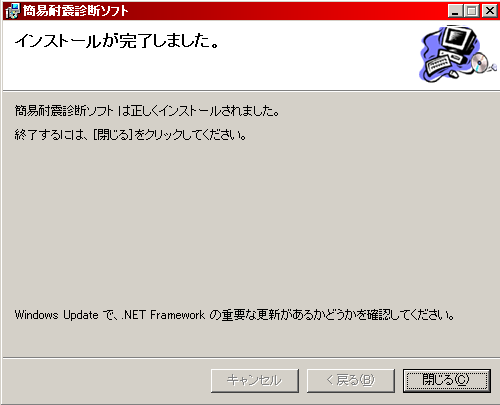 簡易耐震診断ソフト
インストールが完了しました。
簡易耐震診断ソフト は正しくインストールされました。
終了するには、[閉じる]をクリックしてください。
Windows Update で、.NET Framework の重要な更新があるかどうかを確認してください。
キャンセル
< 戻る(B)
閉じる(C)